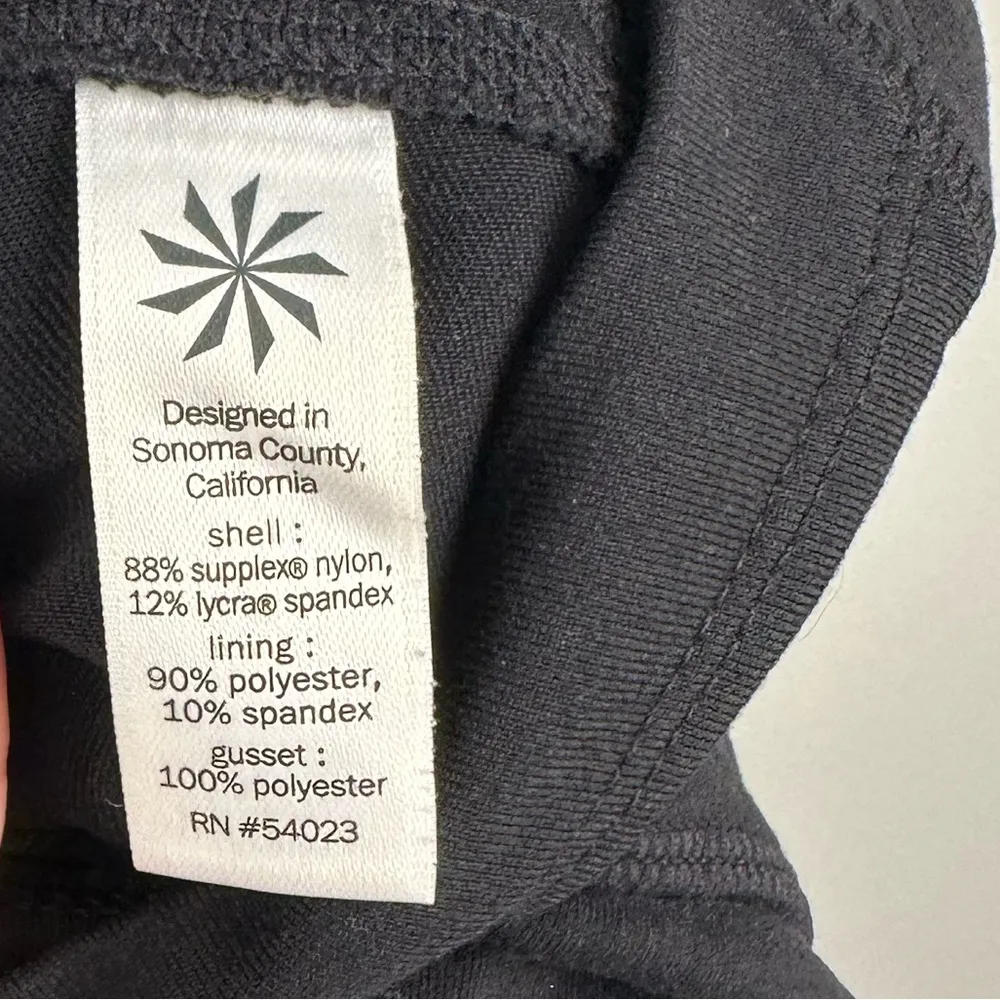 Designed in
Sonoma County,
California
shell :
88% supplex® nylon,
12% lycra® spandex
lining :
90% polyester,
10% spandex
gusset :
100% polyester
RN #54023